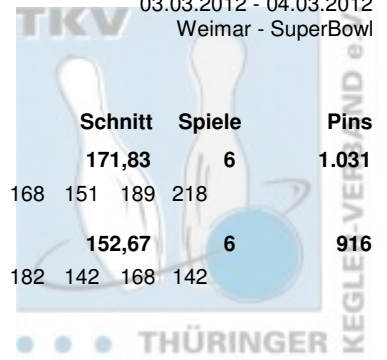 03.03.2012 - 04.03.2012
TKV
Weimar - SuperBowl
Schnitt Spiele Pins
171,83 6 1.031
168 151 189 218
152,67 6 916
182 142 168 142
THÜRINGER
KEGLER-VERBAND e.V.